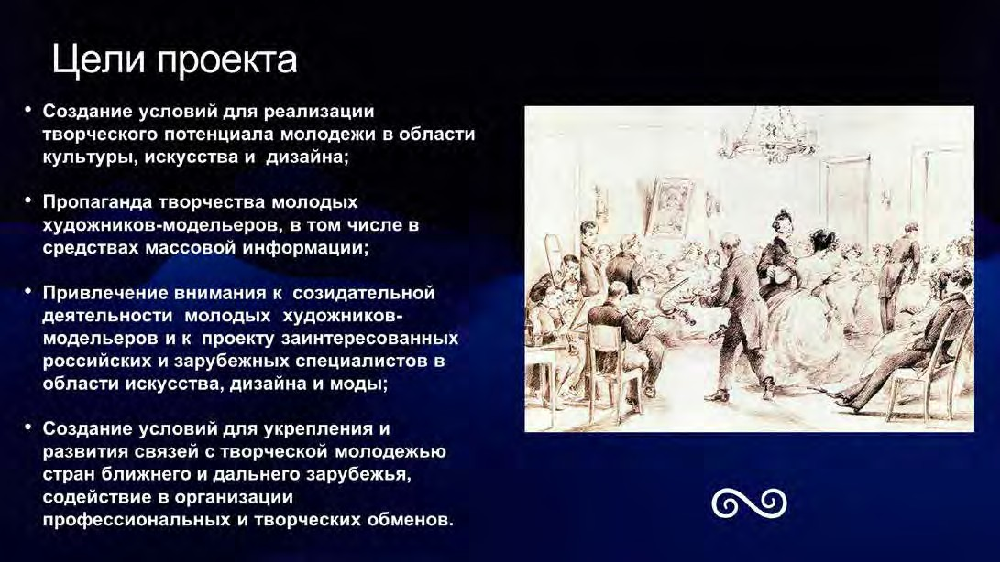 Цели проекта
• Создание условий для реализации
творческого потенциала молодежи в области
культуры, искусства и дизайна;
• Пропаганда творчества молодых
художников-модельеров, в том числе в
средствах массовой информации;
• Привлечение внимания к созидательной
деятельности молодых художников-
модельеров и к проекту заинтересованных
российских и зарубежных специалистов в
области искусства, дизайна и моды;
• Создание условий для укрепления и
развития связей с творческой молодежью
стран ближнего и дальнего зарубежья,
содействие в организации
профессиональных и творческих обменов.